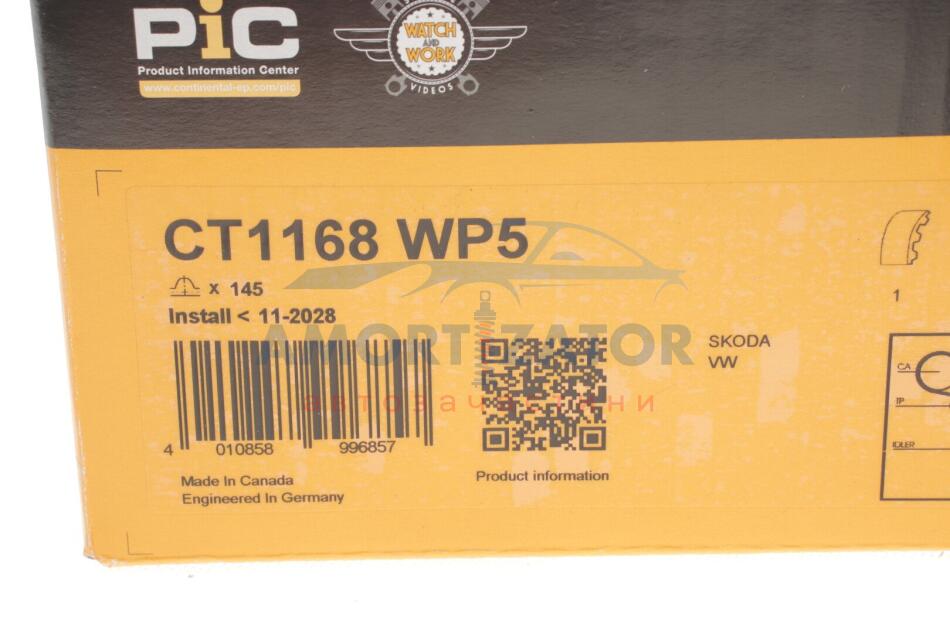 PiC
Product Information Center
www.continental-ep.com/pic
WATCH
AND
WORK
VIDEOS
CT1168 WP5
x 145
Install < 11-2028
AMORTIZATOR
автозапчастини
SKODA
VW
4 010858 996857
Made In Canada
Engineered In Germany
Product information
1
CA
TP
IDLER